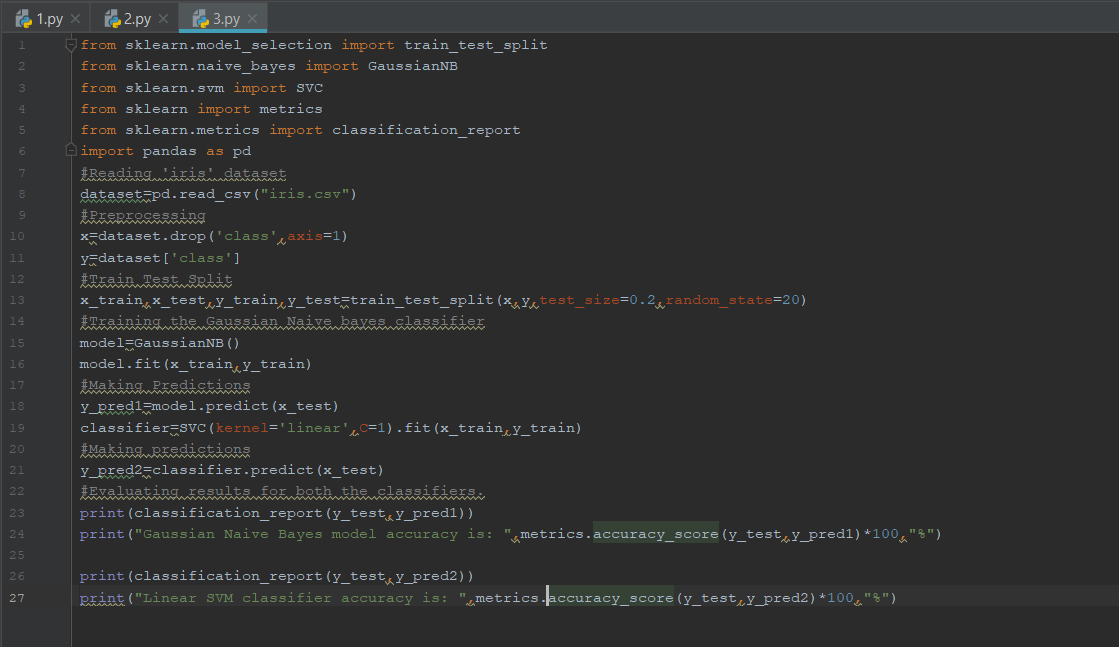 1.py × 2.py × 3.py ×
1 from sklearn.model_selection import train_test_split
2 from sklearn.naive_bayes import GaussianNB
3 from sklearn.svm import SVC
4 from sklearn import metrics
5 from sklearn.metrics import classification_report
6 import pandas as pd
7 #Reading 'iris' dataset
8 dataset=pd.read_csv("iris.csv")
9 #Preprocessing
10 x=dataset.drop('class',axis=1)
11 y=dataset['class']
12 #Train Test Split
13 x_train,x_test,y_train,y_test=train_test_split(x,y,test_size=0.2,random_state=20)
14 #Training the Gaussian Naive bayes classifier
15 model=GaussianNB()
16 model.fit(x_train,y_train)
17 #Making Predictions
18 y_pred1=model.predict(x_test)
19 classifier=SVC(kernel='linear',C=1).fit(x_train,y_train)
20 #Making predictions
21 y_pred2=classifier.predict(x_test)
22 #Evaluating results for both the classifiers.
23 print(classification_report(y_test,y_pred1))
24 print("Gaussian Naive Bayes model accuracy is: ",metrics.accuracy_score(y_test,y_pred1)*100,"%")
25
26 print(classification_report(y_test,y_pred2))
27 print("Linear SVM classifier accuracy is: ",metrics.accuracy_score(y_test,y_pred2)*100,"%")